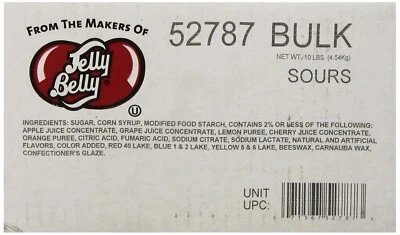 FROM THE MAKERS OF
Jelly
Belly
52787 BULK
NET WT. 10 LBS (4.54Kg)
SOURS
INGREDIENTS: SUGAR, CORN SYRUP, MODIFIED FOOD STARCH, CONTAINS 2% OR LESS OF THE FOLLOWING:
APPLE JUICE CONCENTRATE, GRAPE JUICE CONCENTRATE, LEMON PUREE, CHERRY JUICE CONCENTRATE,
ORANGE PUREE, CITRIC ACID, FUMARIC ACID, SODIUM CITRATE, SODIUM LACTATE, NATURAL AND ARTIFICIAL
FLAVORS, COLOR ADDED, RED 40 LAKE, BLUE 1 & 2 LAKE, YELLOW 5 & 6 LAKE, BEESWAX, CARNAUBA WAX,
CONFECTIONER'S GLAZE.
UNIT
UPC: